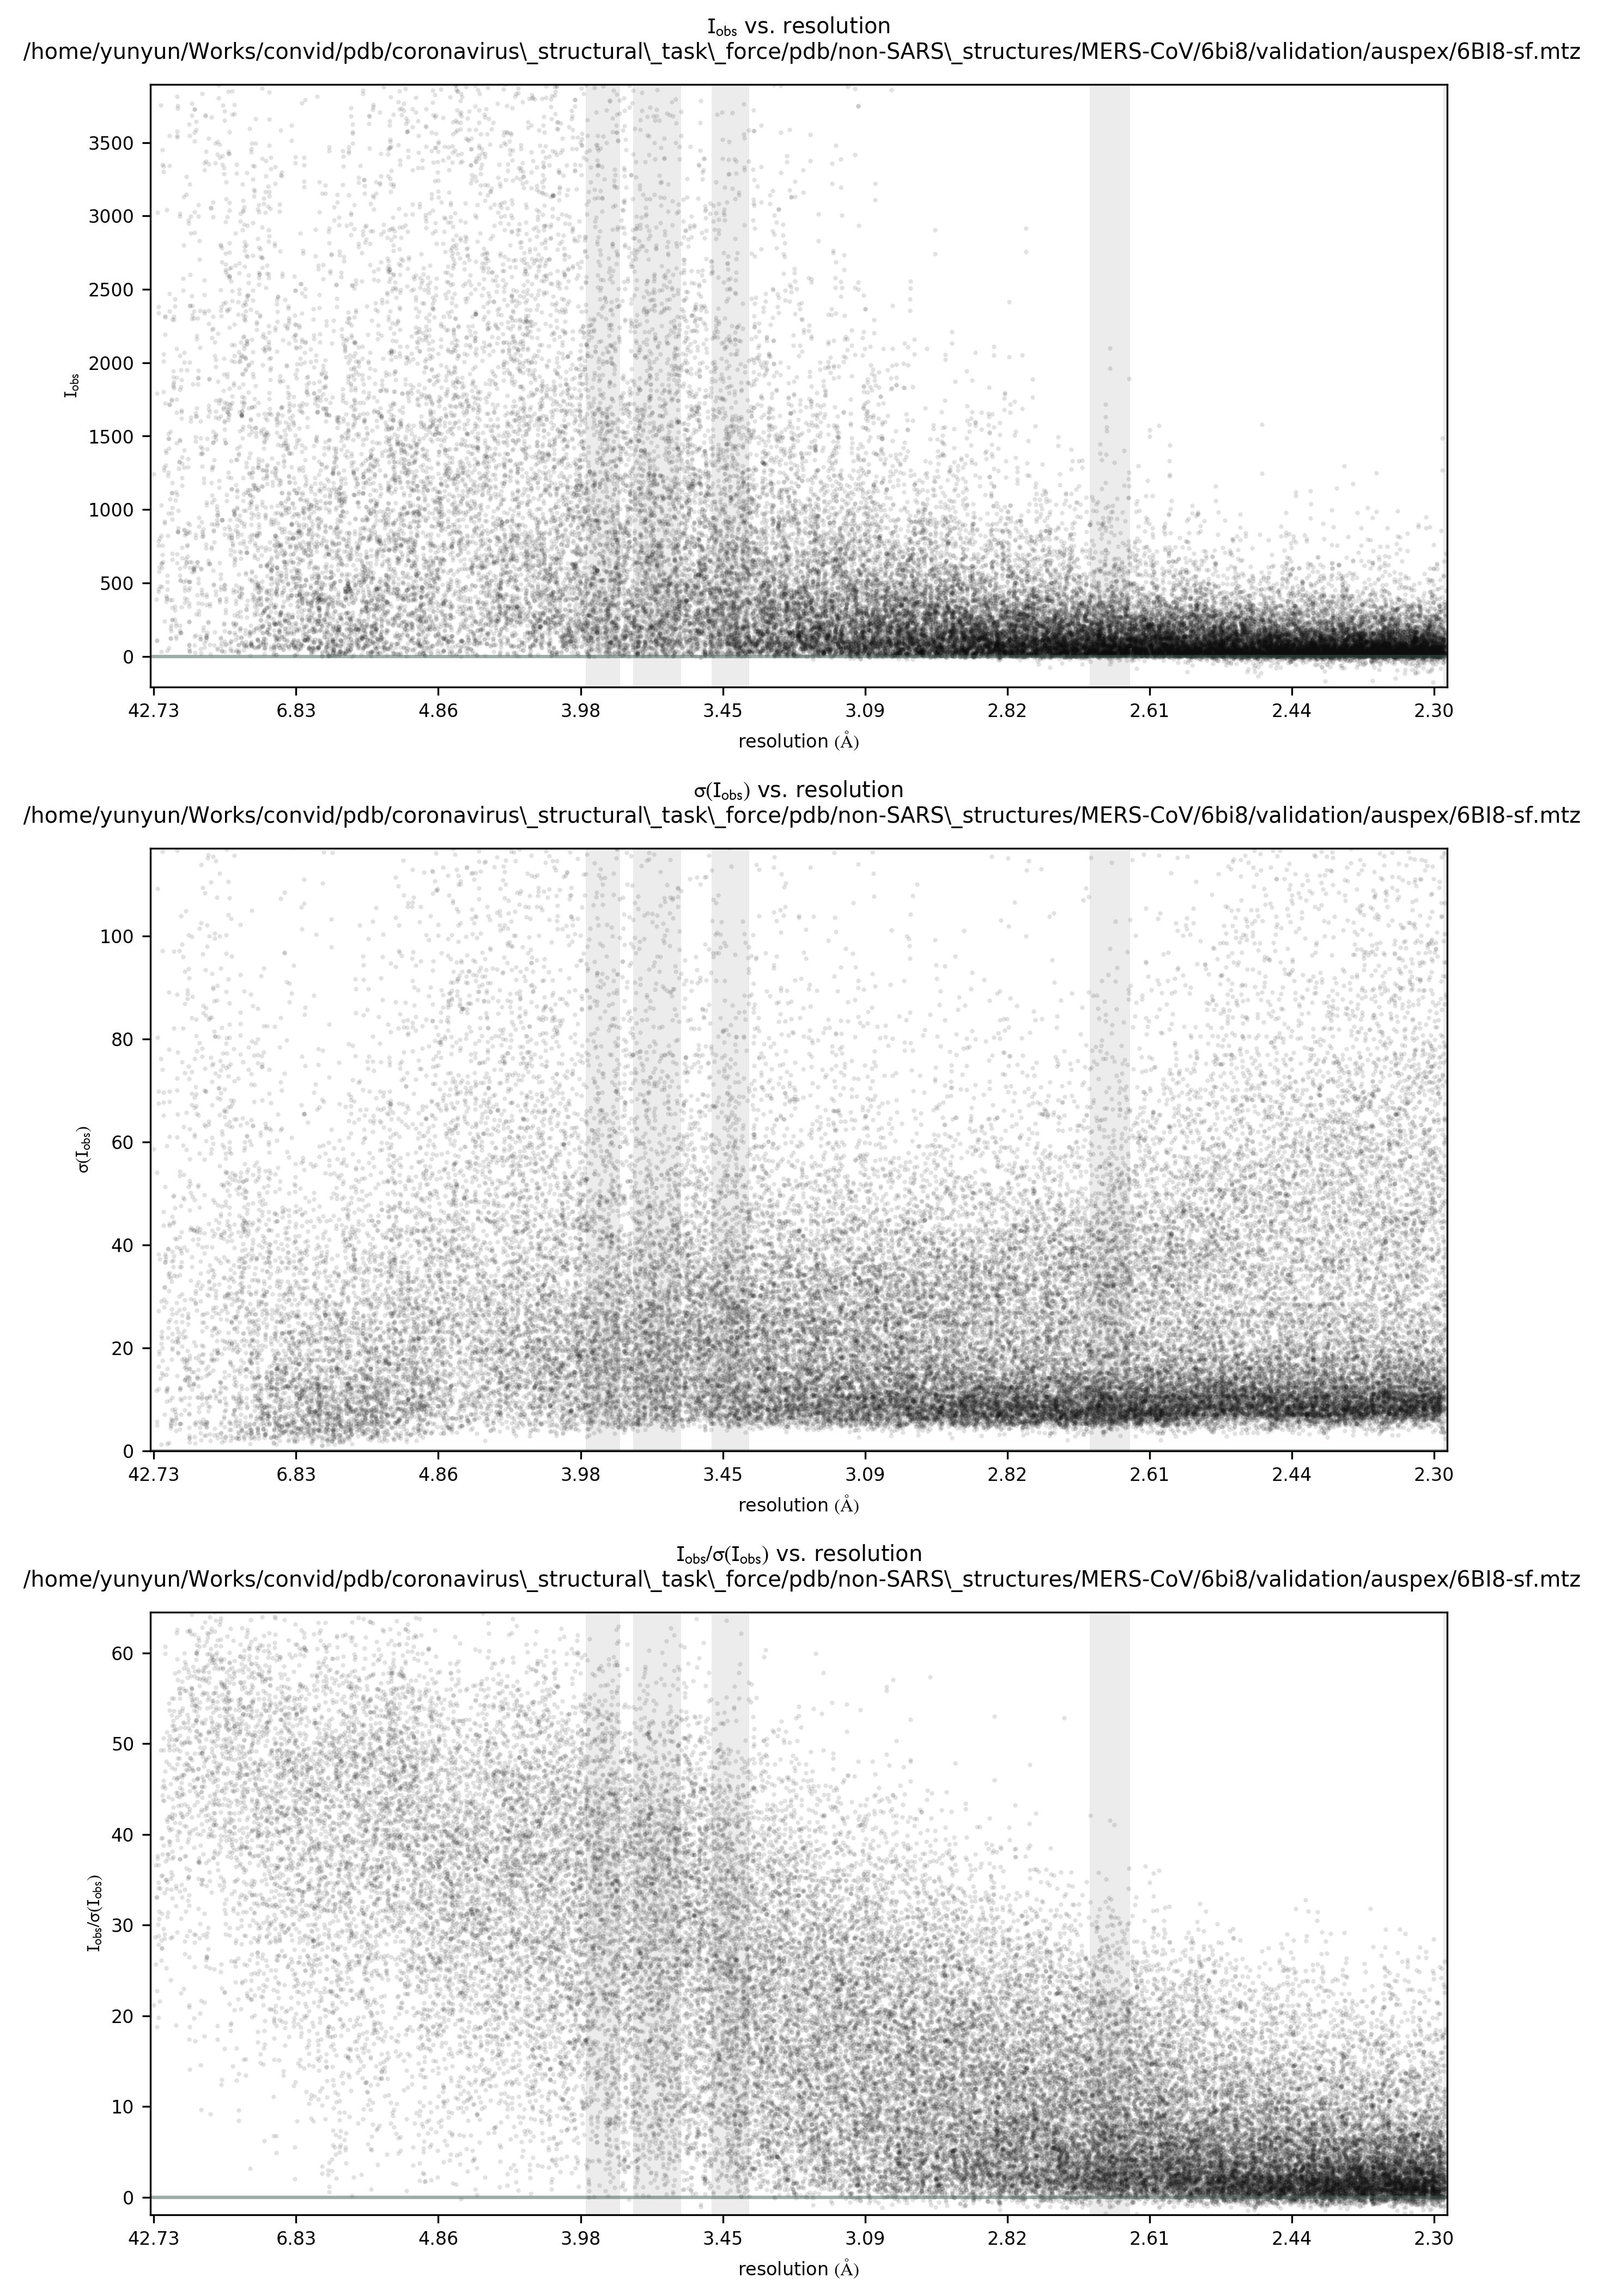 Iobs vs. resolution
/home/yunyun/Works/convid/pdb/coronavirus\_structural\_task\_force/pdb/non-SARS\_structures/MERS-CoV/6bi8/validation/auspex/6BI8-sf.mtz
3500
3000
2500
2000
1500
1000
500
0
Iobs
42.73 6.83 4.86 3.98 3.45 3.09 2.82 2.61 2.44 2.30
resolution (Å)
σ(Iobs) vs. resolution
/home/yunyun/Works/convid/pdb/coronavirus\_structural\_task\_force/pdb/non-SARS\_structures/MERS-CoV/6bi8/validation/auspex/6BI8-sf.mtz
100
80
60
40
20
0
σ(Iobs)
42.73 6.83 4.86 3.98 3.45 3.09 2.82 2.61 2.44 2.30
resolution (Å)
Iobs/σ(Iobs) vs. resolution
/home/yunyun/Works/convid/pdb/coronavirus\_structural\_task\_force/pdb/non-SARS\_structures/MERS-CoV/6bi8/validation/auspex/6BI8-sf.mtz
60
50
40
30
20
10
0
Iobs/σ(Iobs)
42.73 6.83 4.86 3.98 3.45 3.09 2.82 2.61 2.44 2.30
resolution (Å)